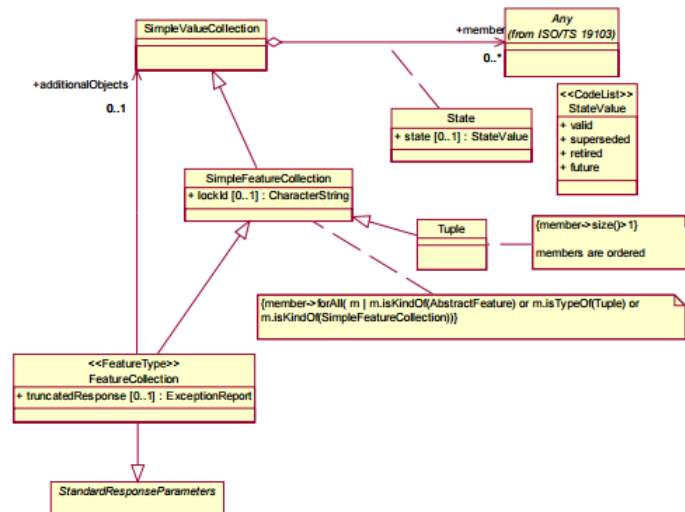 SimpleValueCollection
+member
Any
(from ISO/TS 19103)
0..*
+additionalObjects
0..1
State
+ state [0..1] : StateValue
<<CodeList>>
StateValue
+ valid
+ superseded
+ retired
+ future
SimpleFeatureCollection
+ lockId [0..1] : CharacterString
Tuple
{member->size()>1}
members are ordered
{member->forAll( m | m.isKindOf(AbstractFeature) or m.isTypeOf(Tuple) or
m.isKindOf(SimpleFeatureCollection))}
<<FeatureType>>
FeatureCollection
+ truncatedResponse [0..1] : ExceptionReport
StandardResponseParameters